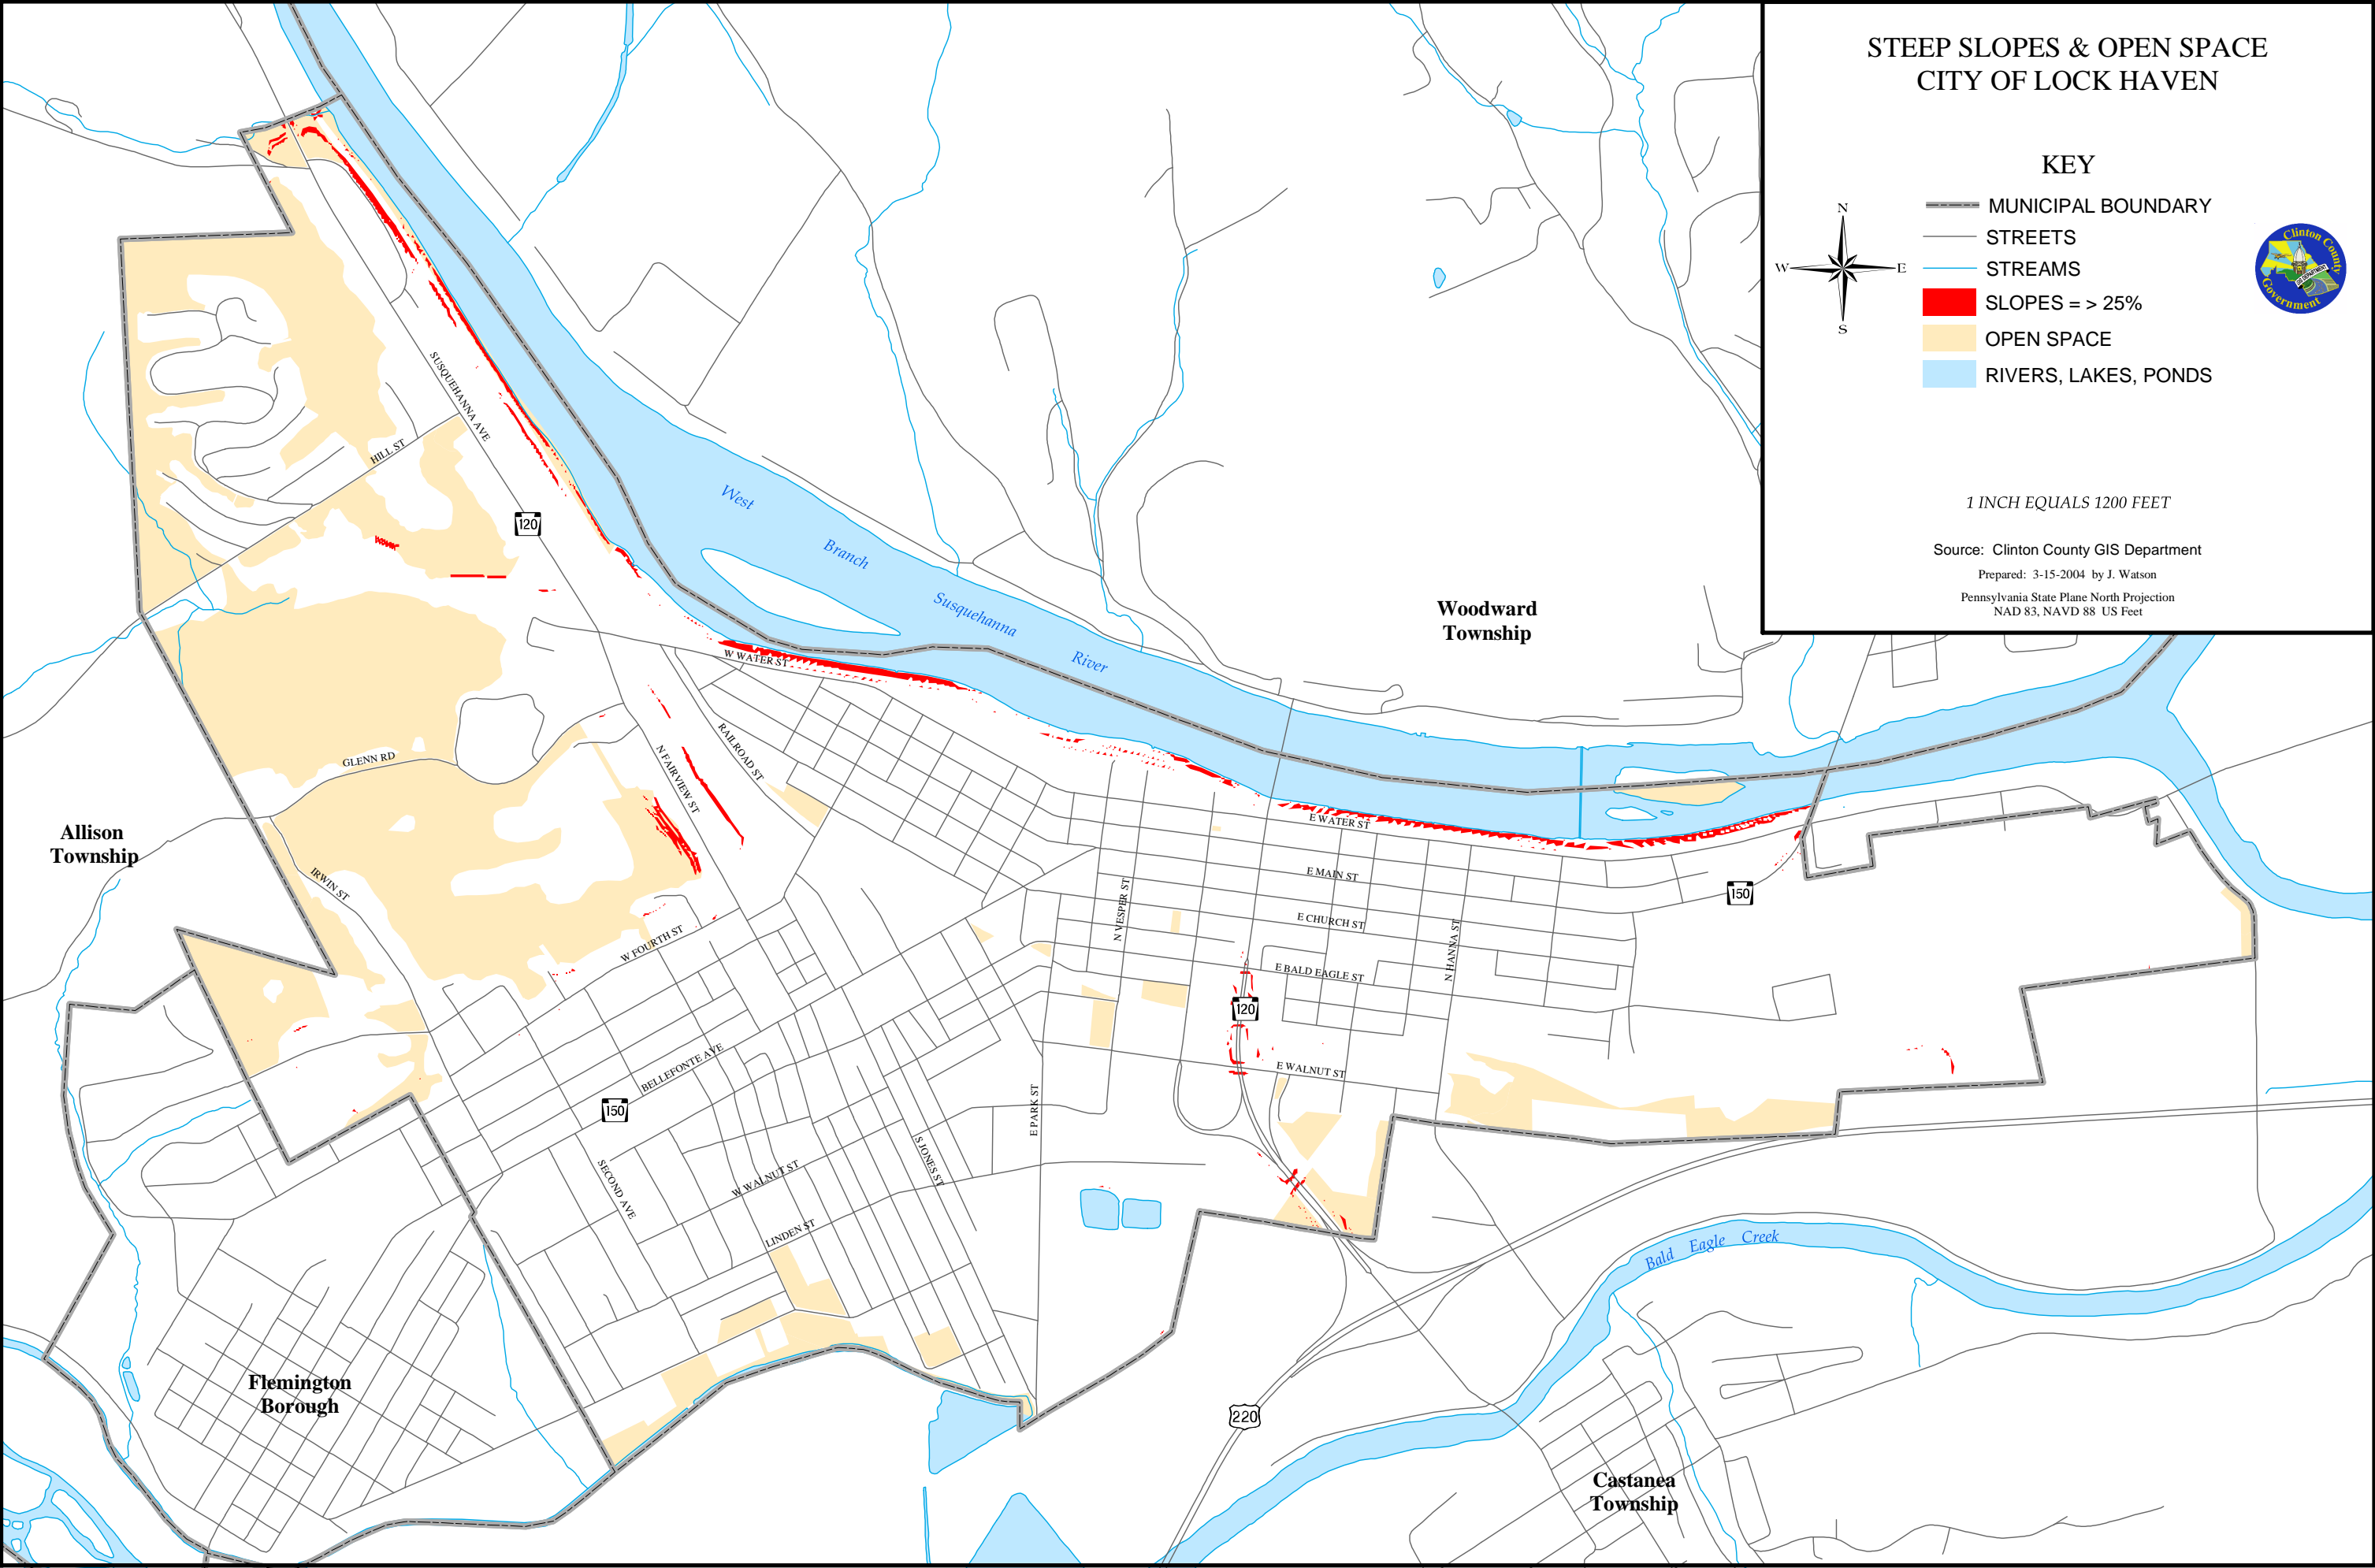 STEEP SLOPES & OPEN SPACE
CITY OF LOCK HAVEN
KEY
MUNICIPAL BOUNDARY
STREETS
STREAMS
SLOPES = > 25%
OPEN SPACE
RIVERS, LAKES, PONDS
N
W
E
S
Clinton County
Government
1 INCH EQUALS 1200 FEET
Source: Clinton County GIS Department
Prepared: 3-15-2004 by J. Watson
Pennsylvania State Plane North Projection
NAD 83, NAVD 88 US Feet
SUSQUEHANNA AVE
HILL ST
120
West
Branch
Susquehanna
River
Woodward
Township
W WATER ST
RAILROAD ST
N FAIRVIEW ST
GLENN RD
Allison
Township
IRWIN ST
E WATER ST
E MAIN ST
150
N VESPER ST
E CHURCH ST
N HANNA ST
W FOURTH ST
E BALD EAGLE ST
120
BELLEFONTE AVE
150
E WALNUT ST
E PARK ST
S JONES ST
SECOND AVE
W WALNUT ST
LINDEN ST
Bald Eagle Creek
Flemington
Borough
220
Castanea
Township